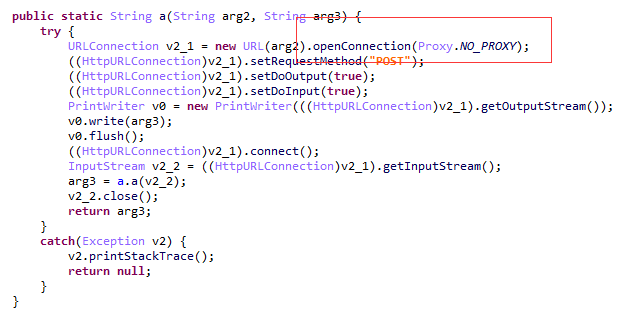 public static String a(String arg2, String arg3) {
    try {
        URLConnection v2_1 = new URL(arg2).openConnection(Proxy.NO_PROXY);
        ((HttpURLConnection)v2_1).setRequestMethod("POST");
        ((HttpURLConnection)v2_1).setDoOutput(true);
        ((HttpURLConnection)v2_1).setDoInput(true);
        PrintWriter v0 = new PrintWriter(((HttpURLConnection)v2_1).getOutputStream());
        v0.write(arg3);
        v0.flush();
        ((HttpURLConnection)v2_1).connect();
        InputStream v2_2 = ((HttpURLConnection)v2_1).getInputStream();
        arg3 = a.a(v2_2);
        v2_2.close();
        return arg3;
    }
    catch(Exception v2) {
        v2.printStackTrace();
        return null;
    }
}